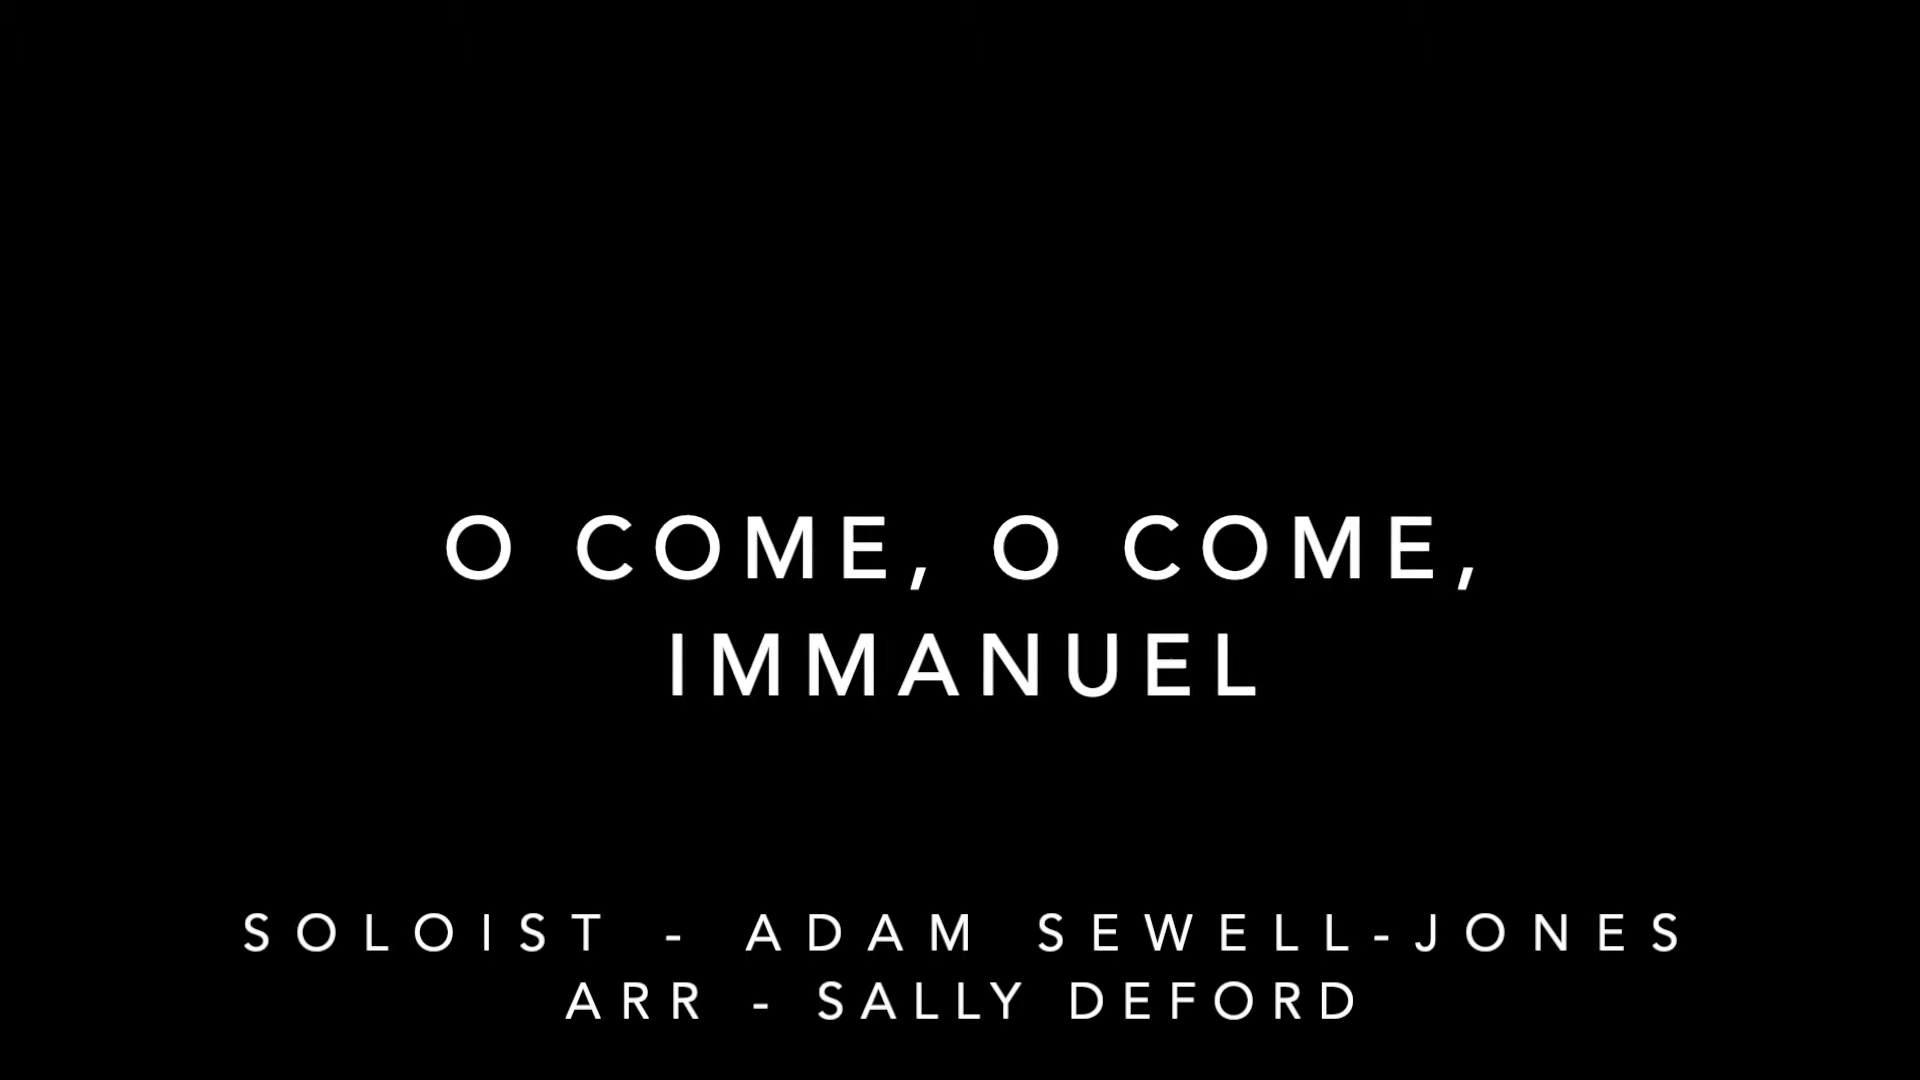 O COME, O COME,
IMMANUEL
SOLOIST - ADAM SEWELL-JONES
ARR - SALLY DEFORD